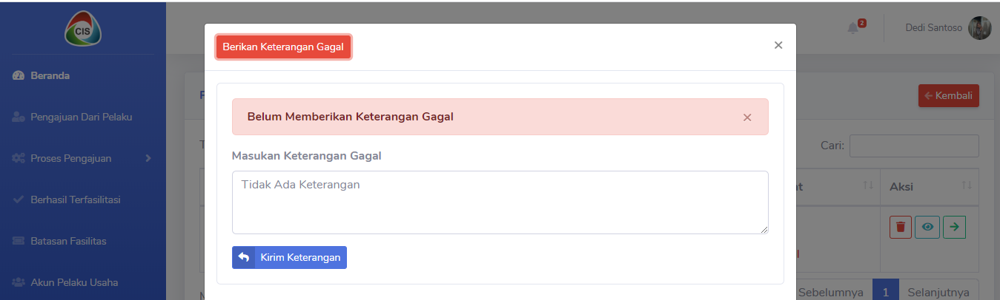 CIS
2
Dedi Santoso
Berikan Keterangan Gagal
×
Beranda
Kembali
Belum Memberikan Keterangan Gagal
×
Pengajuan Dari Pelaku
Cari:
Masukan Keterangan Gagal
Proses Pengajuan
Tidak Ada Keterangan
Aksi
Berhasil Terfasilitasi
Batasan Fasilitas
Kirim Keterangan
Akun Pelaku Usaha
Sebelumnya 1 Selanjutnya